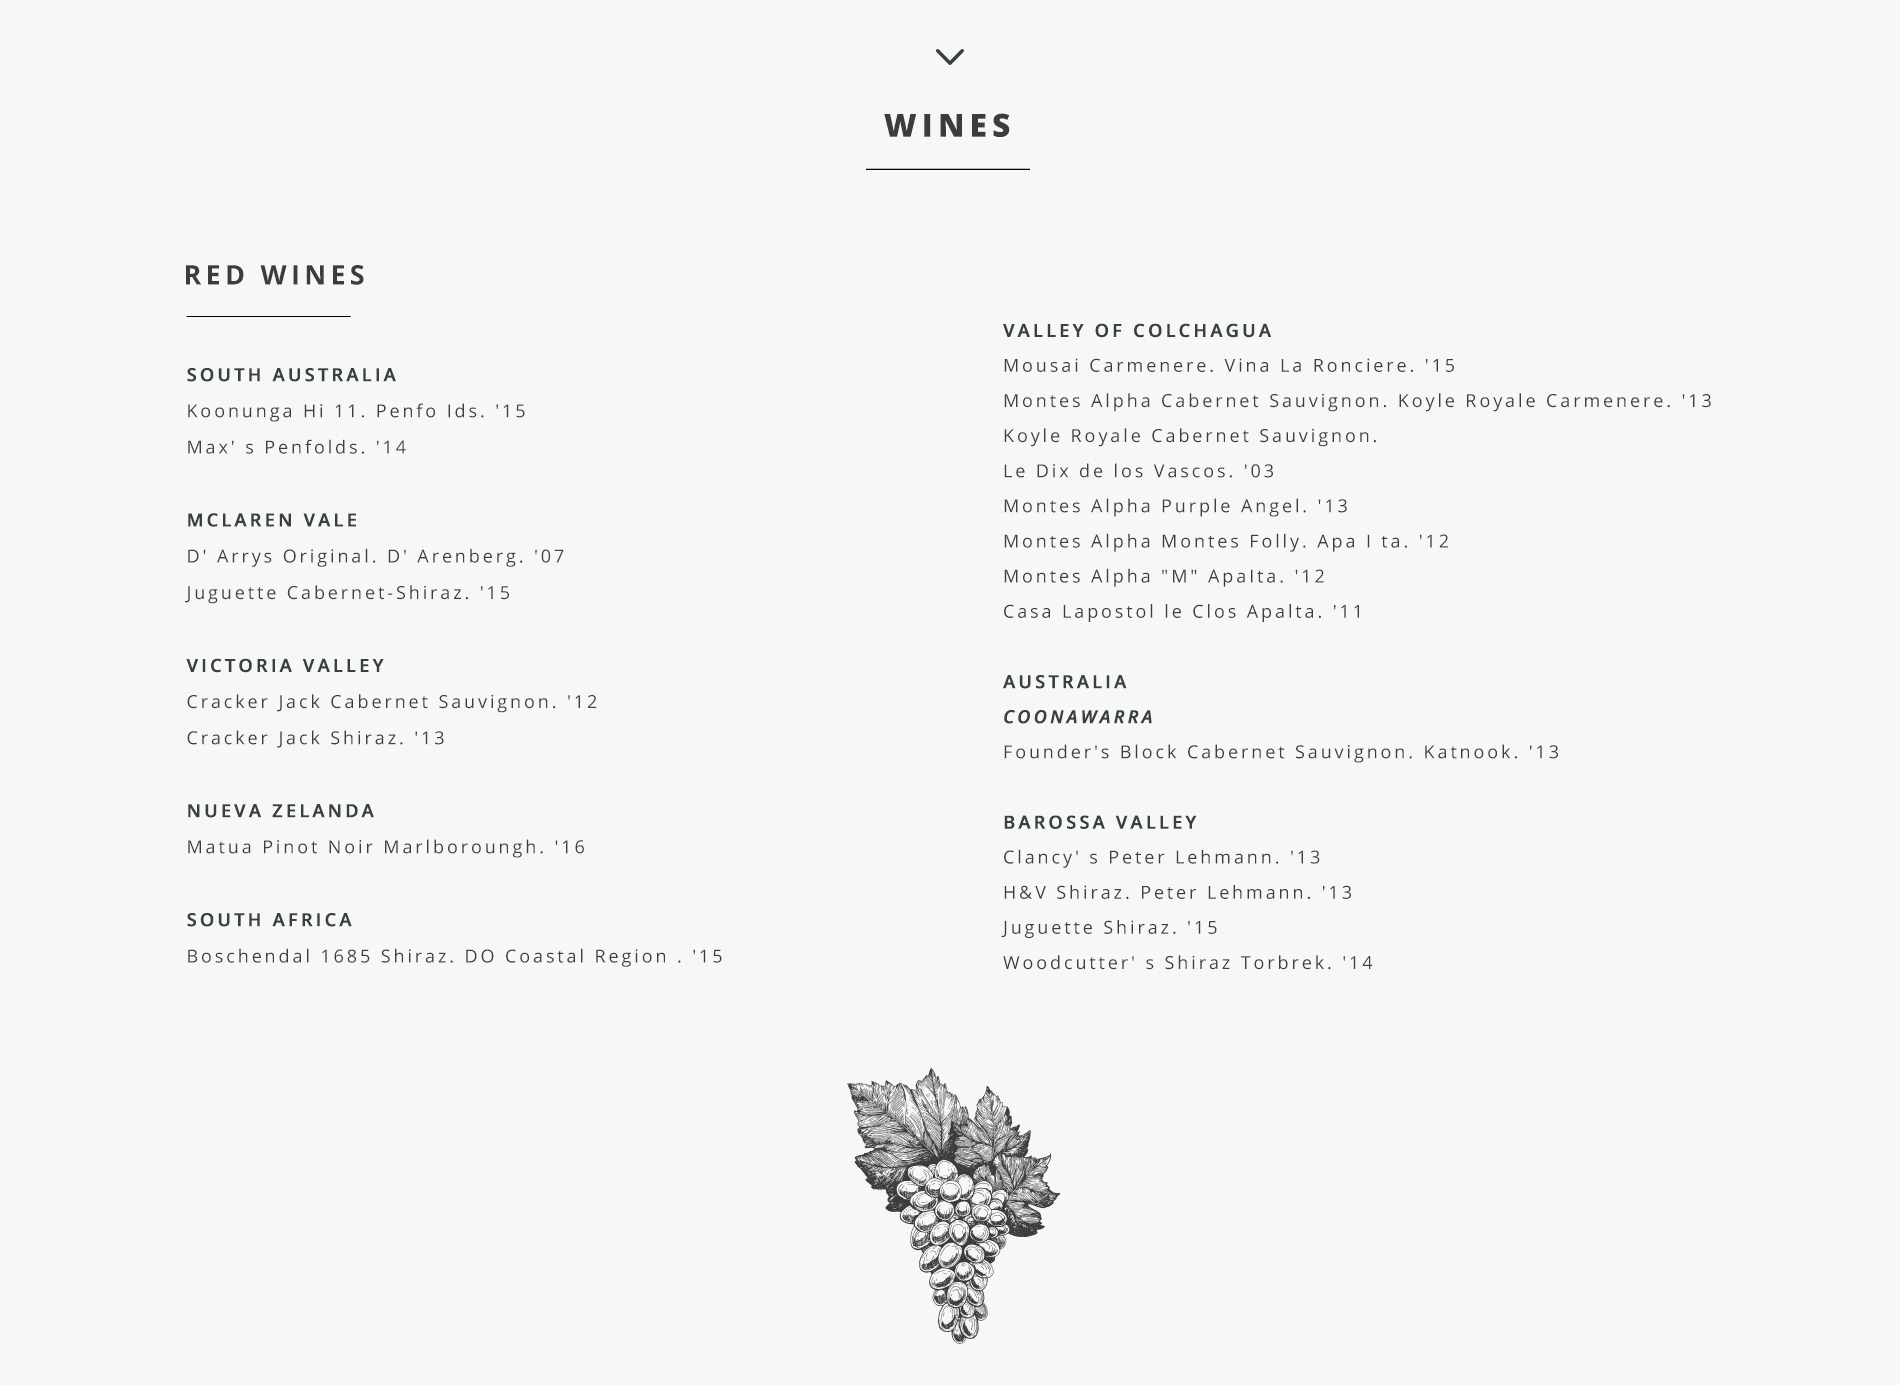 WINES
RED WINES
SOUTH AUSTRALIA
Koonunga Hi 11. Penfo Ids. '15
Max' s Penfolds. '14
MCLAREN VALE
D' Arrys Original. D' Arenberg. '07
Juguette Cabernet-Shiraz. '15
VICTORIA VALLEY
Cracker Jack Cabernet Sauvignon. '12
Cracker Jack Shiraz. '13
NUEVA ZELANDA
Matua Pinot Noir Marlboroungh. '16
SOUTH AFRICA
Boschendal 1685 Shiraz. DO Coastal Region . '15
VALLEY OF COLCHAGUA
Mousai Carmenere. Vina La Ronciere. '15
Montes Alpha Cabernet Sauvignon. Koyle Royale Carmenere. '13
Koyle Royale Cabernet Sauvignon.
Le Dix de los Vascos. '03
Montes Alpha Purple Angel. '13
Montes Alpha Montes Folly. Apa I ta. '12
Montes Alpha "M" ApaIta. '12
Casa Lapostol le Clos Apalta. '11
AUSTRALIA
COONAWARRA
Founder's Block Cabernet Sauvignon. Katnook. '13
BAROSSA VALLEY
Clancy' s Peter Lehmann. '13
H&V Shiraz. Peter Lehmann. '13
Juguette Shiraz. '15
Woodcutter' s Shiraz Torbrek. '14